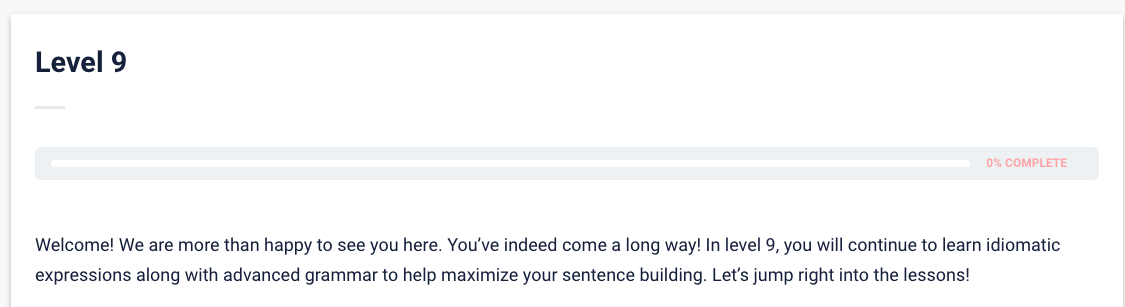 Level 9
0% COMPLETE
Welcome! We are more than happy to see you here. You’ve indeed come a long way! In level 9, you will continue to learn idiomatic
expressions along with advanced grammar to help maximize your sentence building. Let’s jump right into the lessons!